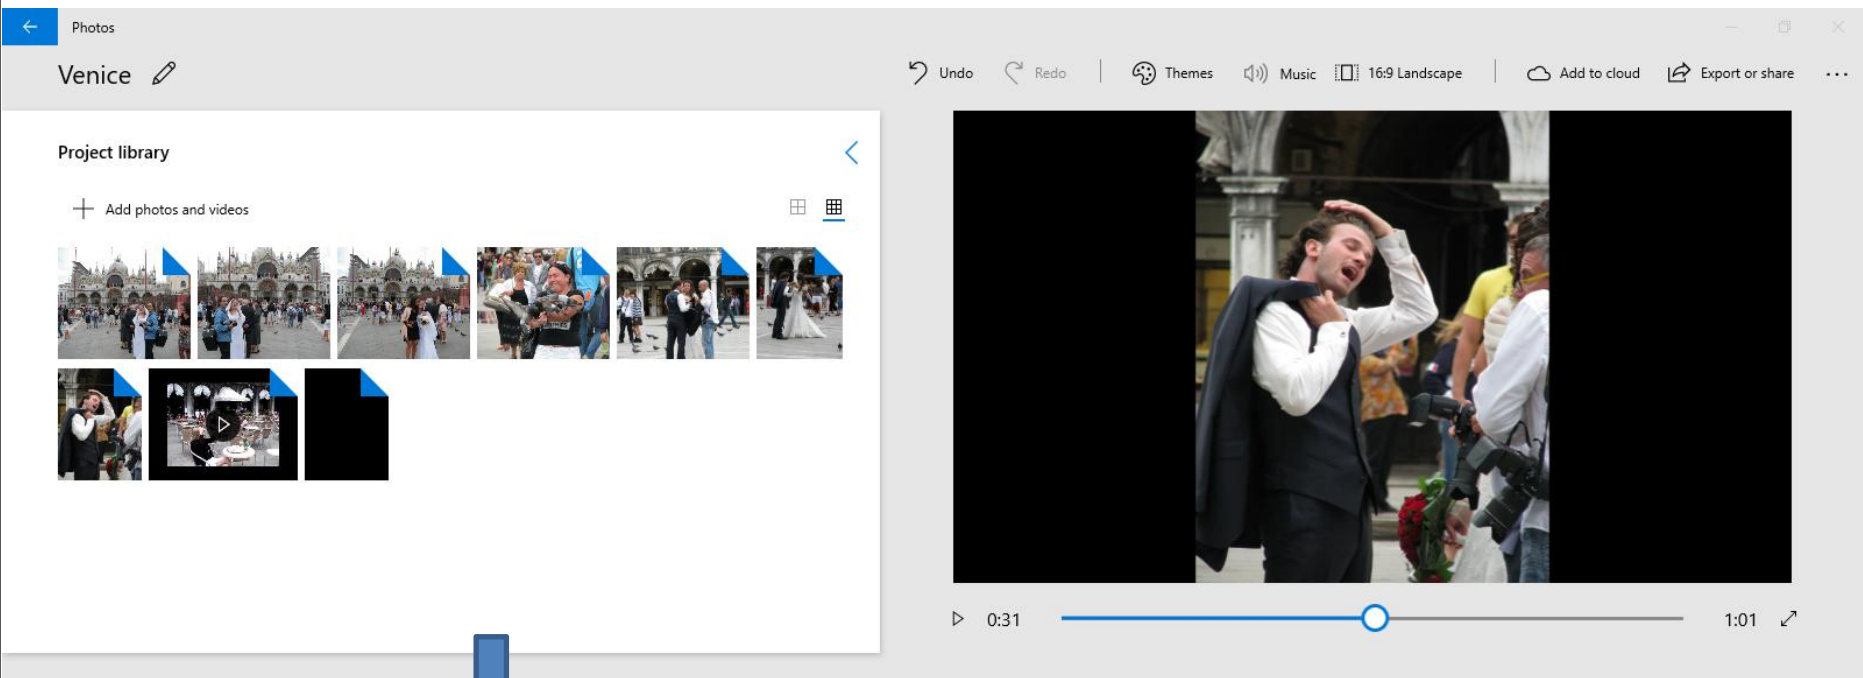 Photos
Venice
Undo Redo Themes Music 16:9 Landscape Add to cloud Export or share
Project library
Add photos and videos
0:31 1:01